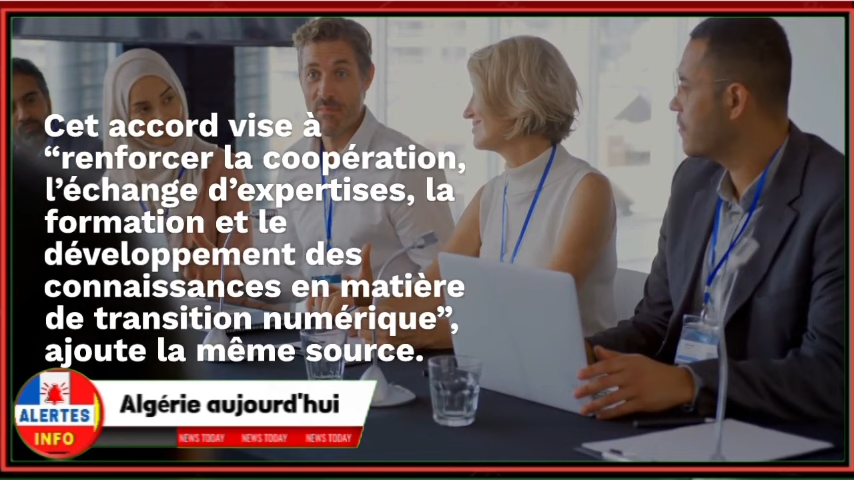 Cet accord vise à
“renforcer la coopération,
l’échange d’expertises, la
formation et le
développement des
connaissances en matière
de transition numérique”,
ajoute la même source.
ALERTES
INFO
Algérie aujourd'hui
NEWS TODAY NEWS TODAY NEWS TODAY